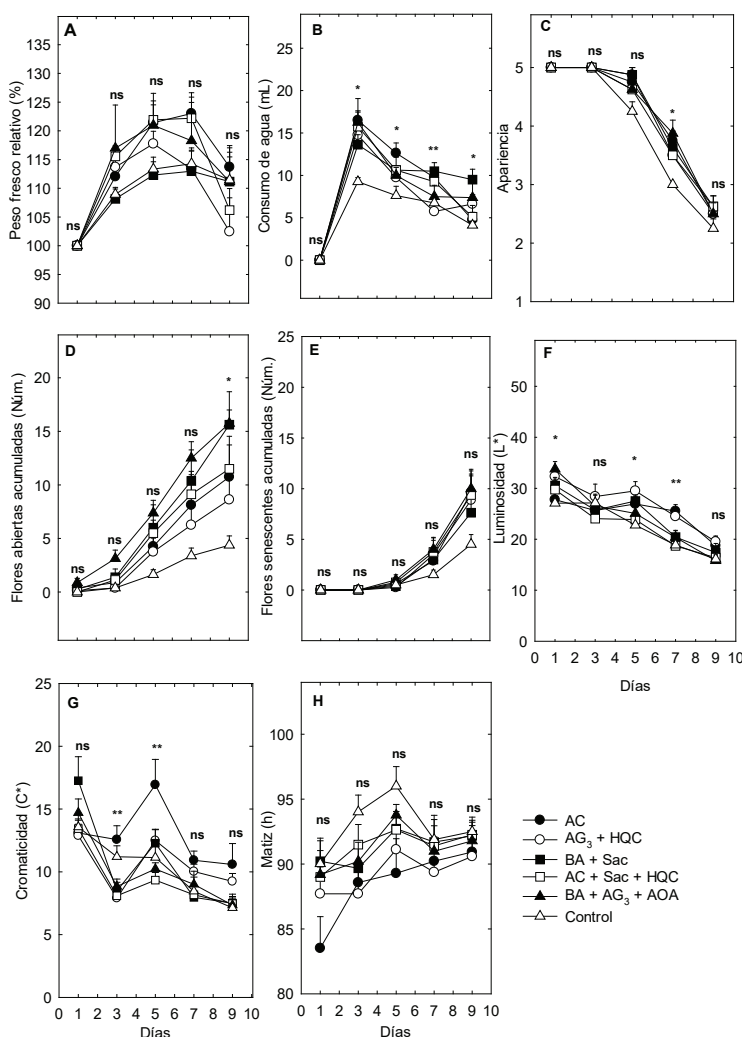 A
Peso fresco relativo (%)
140
135
130
125
120
115
110
105
100
95
90
ns
ns
ns
ns
ns
B
Consumo de agua (mL)
25
20
15
10
5
0
ns
*
*
**
*
C
Apariencia
5
4
3
2
1
ns
ns
ns
*
ns
D
Flores abiertas acumuladas (Núm.)
20
15
10
5
0
ns
ns
ns
ns
*
E
Flores senescentes acumuladas (Núm.)
25
20
15
10
5
0
ns
ns
ns
ns
ns
F
Luminosidad (L*)
50
40
30
20
10
*
ns
*
**
ns
0 1 2 3 4 5 6 7 8 9 10
Días
G
Cromaticidad (C*)
25
20
15
10
5
0
ns
**
**
ns
ns
0 1 2 3 4 5 6 7 8 9 10
Días
H
Matiz (h)
100
95
90
85
80
ns
ns
ns
ns
ns
0 1 2 3 4 5 6 7 8 9 10
Días
AC
AG3 + HQC
BA + Sac
AC + Sac + HQC
BA + AG3 + AOA
Control